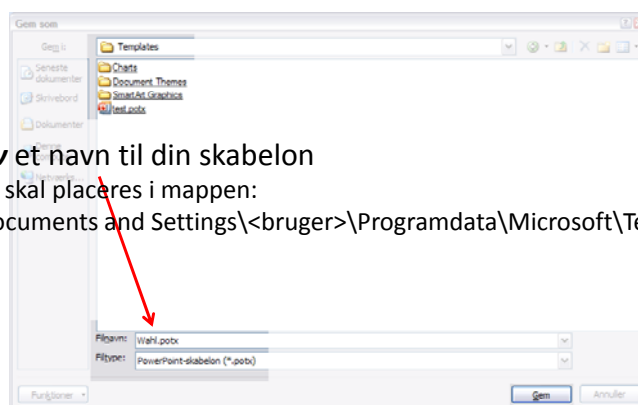 Gem som
Gem i:
Templates
Seneste
dokumenter
Charts
Document Themes
SmartArt Graphics
test.potx
Skrivebord
Dokumenter
Denne
et navn til din skabelon
Netværks...
skal placeres i mappen:
ocuments and Settings\<bruger>\Programdata\Microsoft\Te
Filnavn: Wahl.potx
Filtype: PowerPoint-skabelon (*.potx)
Funktioner
Gem
Annuller